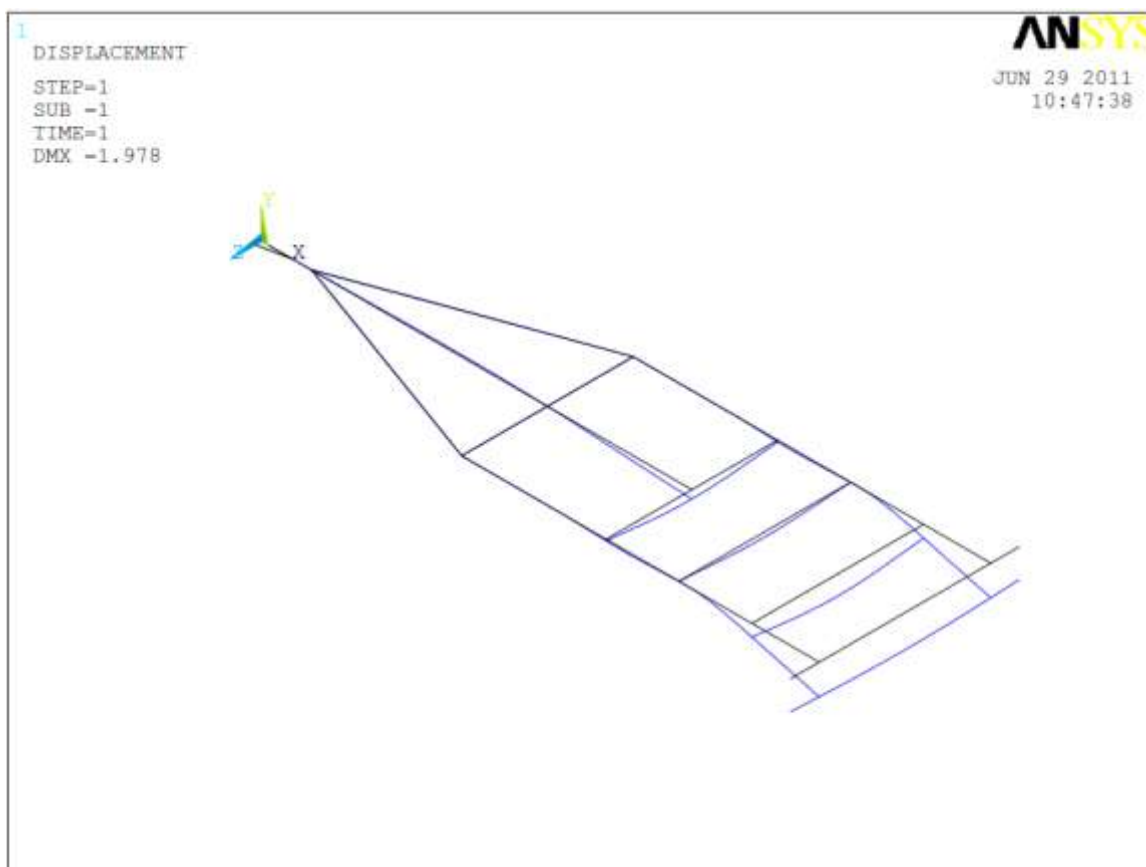 1
DISPLACEMENT
STEP=1
SUB =1
TIME=1
DMX =1.978
ANSYS
JUN 29 2011
10:47:38
Y
Z
X